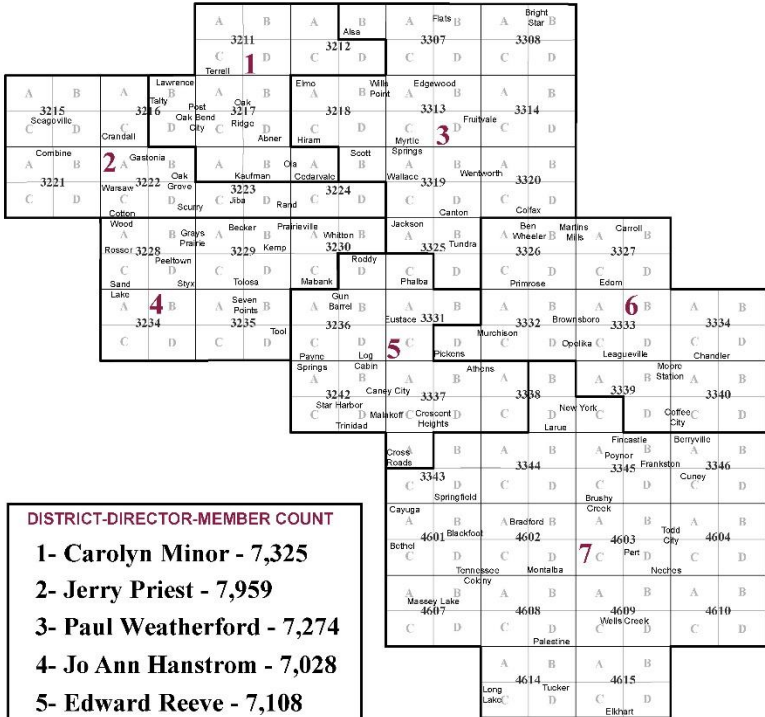 A B A Alsa B A Flats B A Bright Star B
3211 3212 3307 3308
C D C D C D C D
Terrell 1
Lawrence Elmo Wills Point Edgewood
A B A B A B A B A B A B A B
Talty Post Oak
3215 3216 3217 3218 3313 3314
Seagoville Oak Bend City Ridge Fruitvale
C D C D C D C D C D C D
Crandall Abner Hiram Myrtle Springs 3
Combine 2 Gastonia Ola Scott
A B A B A B A B A B A B
Oak Grove Kaufman Cedarvale Wallace Wentworth
3221 3222 3223 3224 3319 3320
Warsaw Jiba
C D C D C D C D C D C D
Cotton Wood Scurry Rand Canton Colfax
Becker Prairieville Jackson Ben Wheeler Martins Mills Carroll
A B A B A B A B A B A B
Grays Prairie Whitton
Rosser 3228 3229 Kemp 3230 3325 Tundra 3326 3327
Peeltown Roddy
C D C D C D C D C D C D
Sand Lake Styx Tolosa Mabank Phalba Primrose Edom
4 Seven Points Gun Barrel 6
A B A B A B A B A B A B A B
Eustace Brownsboro
3234 3235 3236 3331 3332 3333 3334
Tool Murchison Opelika
C D C D C D C D C D C D C D
Payne Springs Log Cabin 5 Pickens Leagueville Chandler
Athens Moore Station
A B A B A B A B A B
Caney City
3242 3337 3338 3339 3340
Star Harbor New York
C D C D C D C D C D
Trinidad Malakoff Crescent Heights Larue Coffee City
Cross Roads Fincastle Berryville
A B A B A B A B
Poynor
3343 3344 3345 Frankston 3346
Cuney
C D C D C D C D
Springfield Brushy Creek
Cayuga
A B A Bradford B A B A B
Todd City
4601 Blackfoot 4602 4603 4604
Bethel Pert
C D C D 7 C D C D
Tennessee Colony Montalba Neches
A B A B A B A B
Massey Lake
4607 4608 4609 4610
Wells Creek
C D C D C D C D
Palestine
A B A B
4614 4615
Long Lake Tucker
C D C D
Elkhart
DISTRICT-DIRECTOR-MEMBER COUNT
1- Carolyn Minor - 7,325
2- Jerry Priest - 7,959
3- Paul Weatherford - 7,274
4- Jo Ann Hanstrom - 7,028
5- Edward Reeve - 7,108